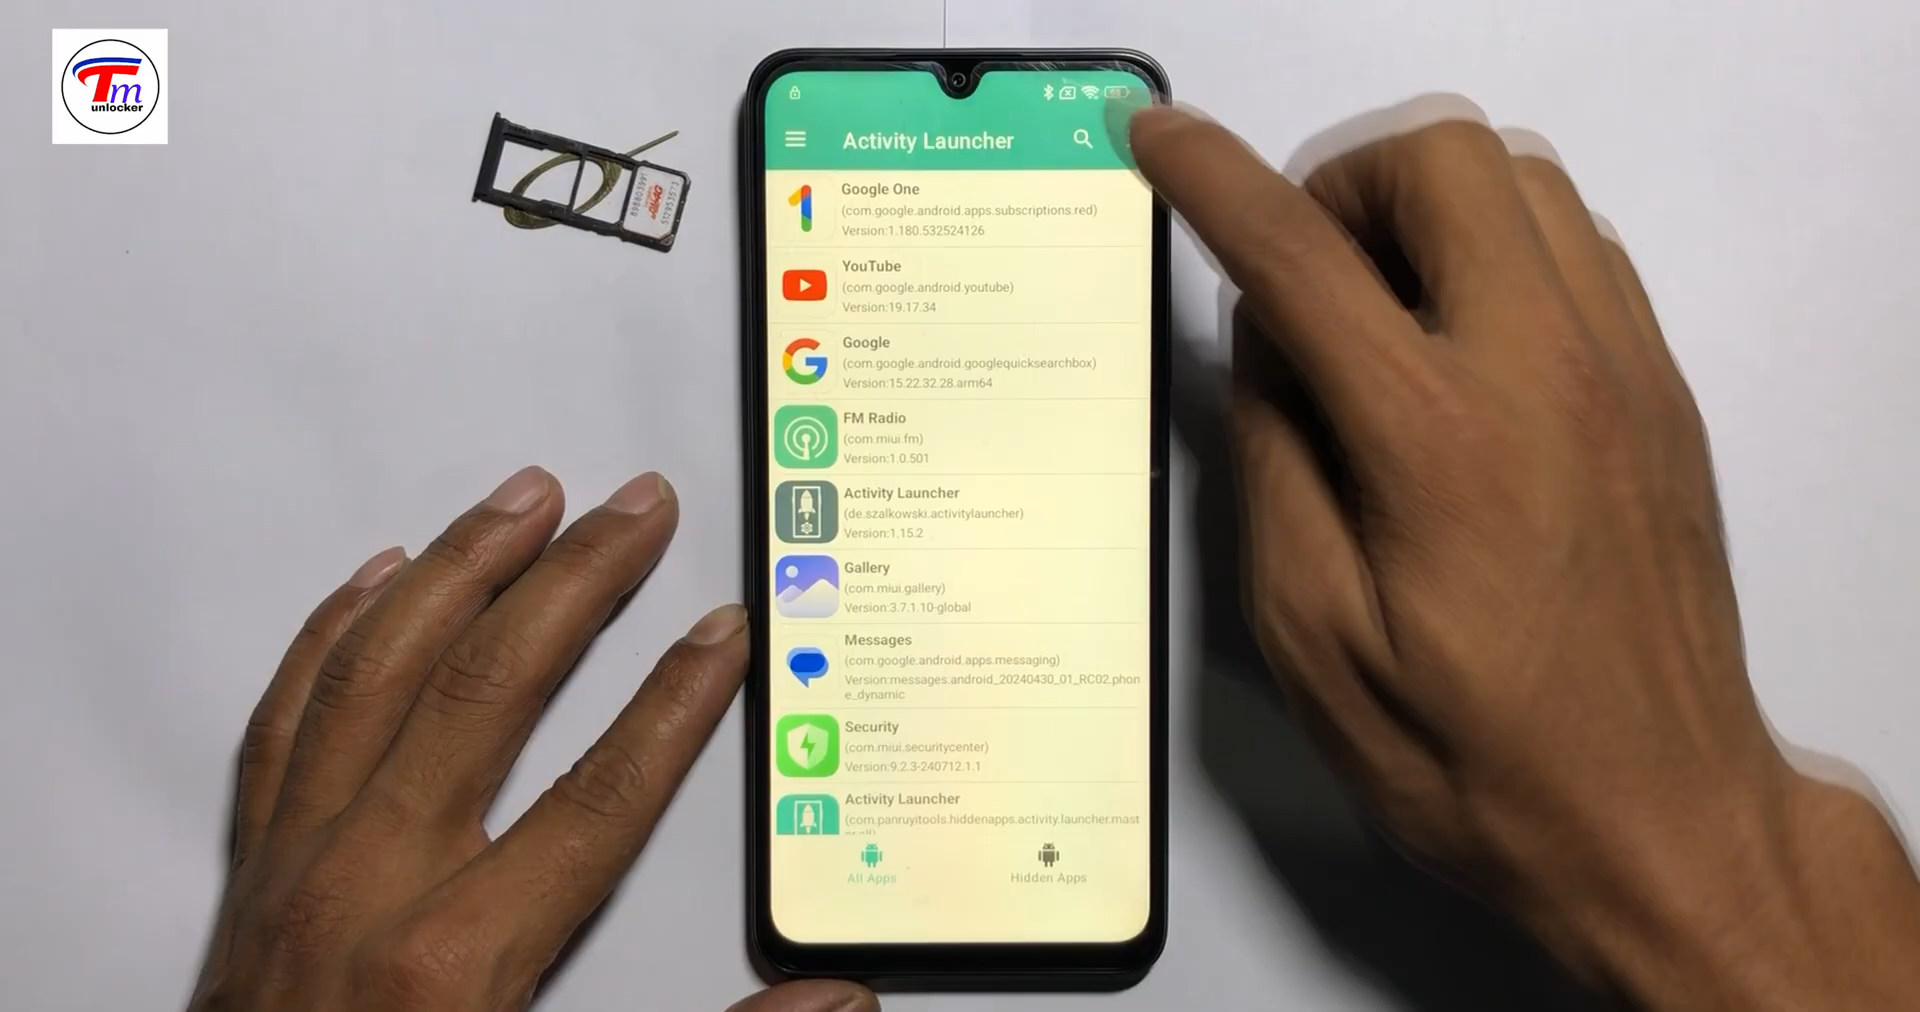 Tm
unlocker
8988039911
5129535573
Activity Launcher
Google One
(com.google.android.apps.subscriptions.red)
Version:1.180.532524126
YouTube
(com.google.android.youtube)
Version:19.17.34
Google
(com.google.android.googlequicksearchbox)
Version:15.22.32.28.arm64
FM Radio
(com.miui.fm)
Version:1.0.501
Activity Launcher
(de.szalkowski.activitylauncher)
Version:1.15.2
Gallery
(com.miui.gallery)
Version:3.7.1.10-global
Messages
(com.google.android.apps.messaging)
Version:messages.android_20240430_01_RC02.phon
e_dynamic
Security
(com.miui.securitycenter)
Version:9.2.3-240712.1.1
Activity Launcher
(com.panruyitools.hiddenapps.activity.launcher.mast
All Apps
Hidden Apps